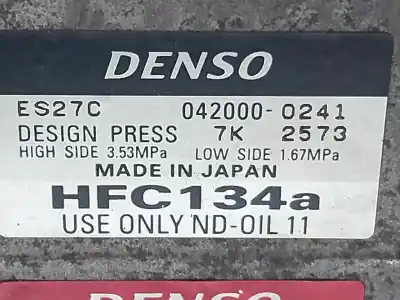 DENSO
ES27C 042000-0241
DESIGN PRESS 7K 2573
HIGH SIDE 3.53MPa LOW SIDE 1.67MPa
MADE IN JAPAN
HFC134a
USE ONLY ND-OIL 11
DENSO